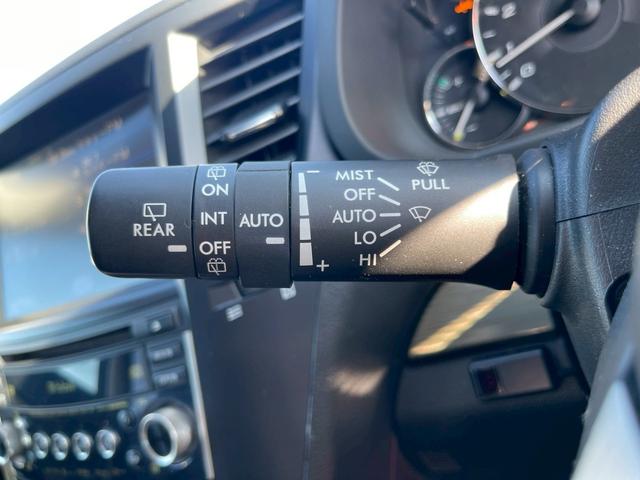 REAR
ON
INT
OFF
AUTO
−
+
MIST
OFF
AUTO
LO
HI
PULL